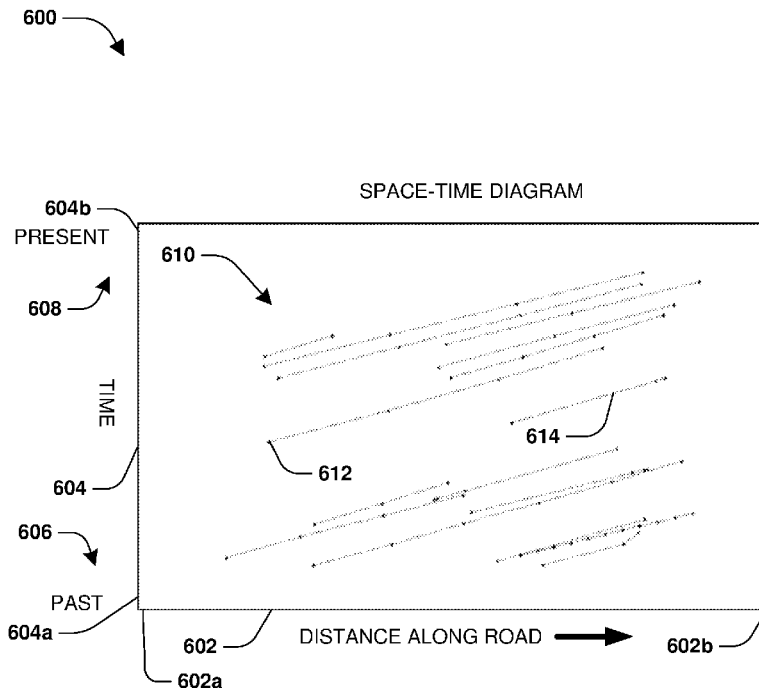 600
SPACE-TIME DIAGRAM
604b
PRESENT
610
608
TIME
614
612
604
606
PAST
604a
602
DISTANCE ALONG ROAD
602b
602a